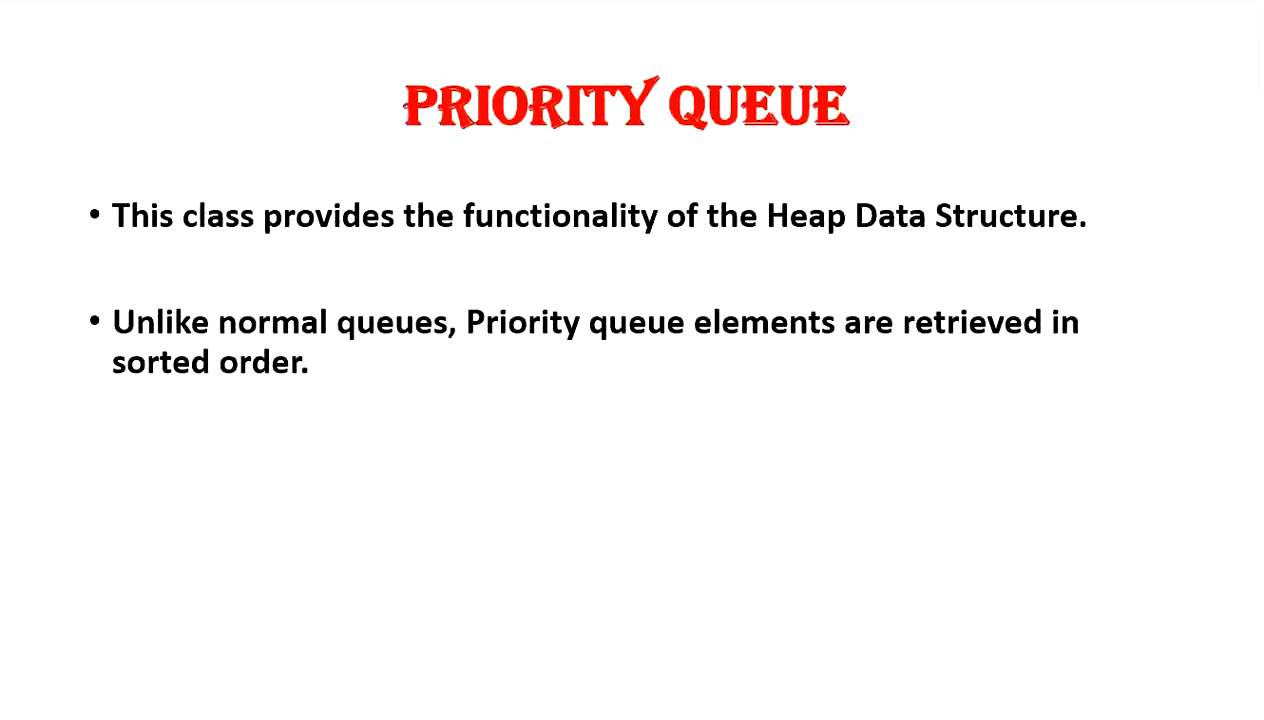 PRIORITY QUEUE
• This class provides the functionality of the Heap Data Structure.
• Unlike normal queues, Priority queue elements are retrieved in
sorted order.